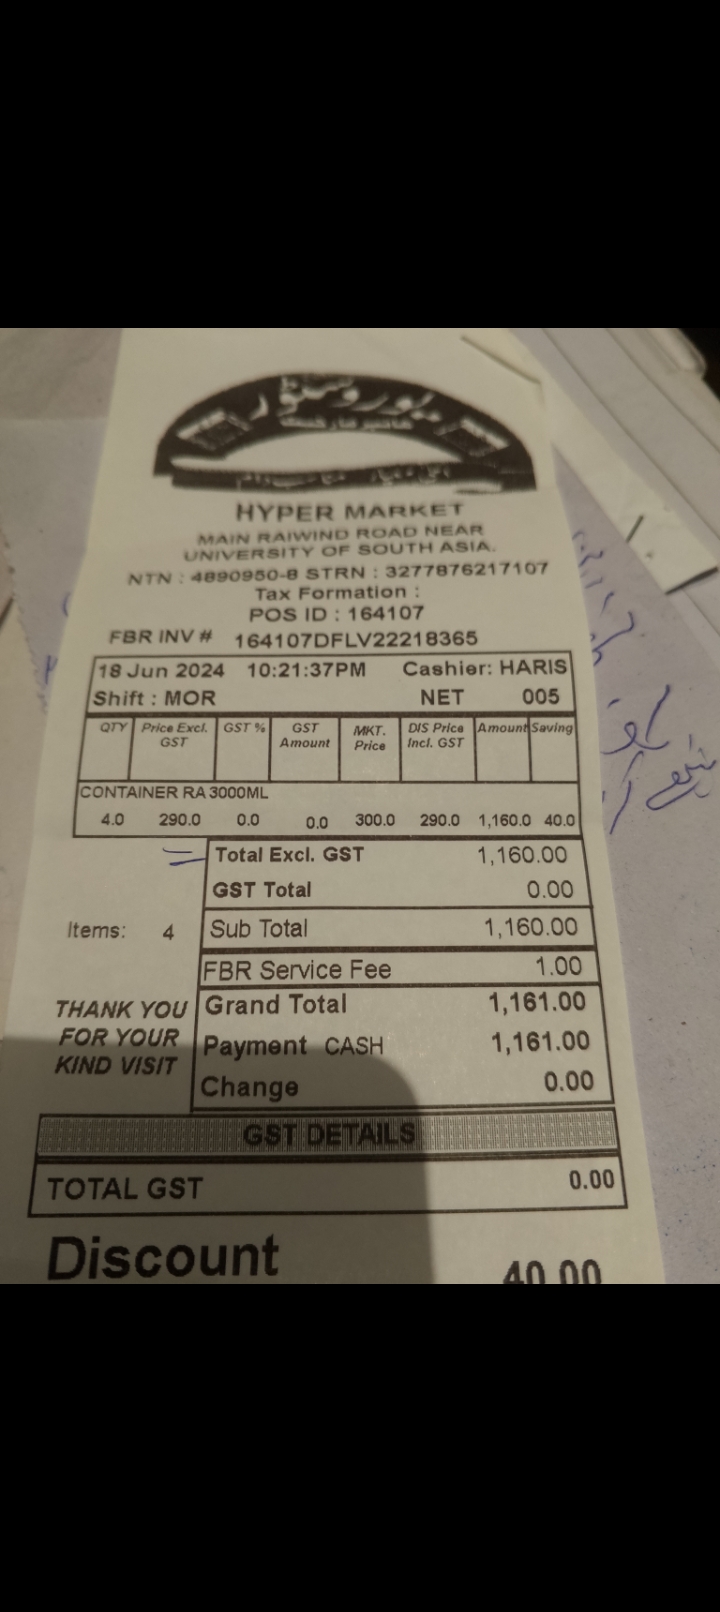 یورو سٹور
ہائپر مارکیٹ
HYPER MARKET
MAIN RAIWIND ROAD NEAR
UNIVERSITY OF SOUTH ASIA.
NTN : 4890950-8 STRN : 3277876217107
Tax Formation :
POS ID : 164107
FBR INV # 164107DFLV22218365
18 Jun 2024 10:21:37PM Cashier: HARIS
Shift : MOR NET 005
QTY Price Excl. GST GST % GST Amount MKT. Price DIS Price Incl. GST Amount Saving
CONTAINER RA 3000ML
4.0 290.0 0.0 0.0 300.0 290.0 1,160.0 40.0
Total Excl. GST 1,160.00
GST Total 0.00
Items: 4 Sub Total 1,160.00
FBR Service Fee 1.00
Grand Total 1,161.00
Payment CASH 1,161.00
Change 0.00
THANK YOU
FOR YOUR
KIND VISIT
GST DETAILS
TOTAL GST 0.00
Discount 40.00